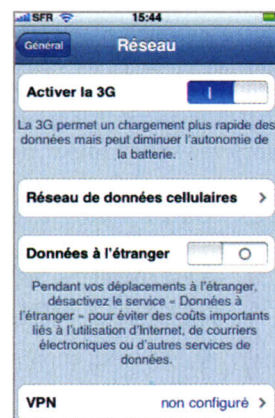 SFR 15:44
Général Réseau
Activer la 3G I
La 3G permet un chargement plus rapide des
données mais peut diminuer l'autonomie de
la batterie.
Réseau de données cellulaires >
Données à l'étranger O
Pendant vos déplacements à l'étranger,
désactivez le service « Données à
l'étranger » pour éviter des coûts importants
liés à l'utilisation d'Internet, de courriers
électroniques ou d'autres services de
données.
VPN non configuré >